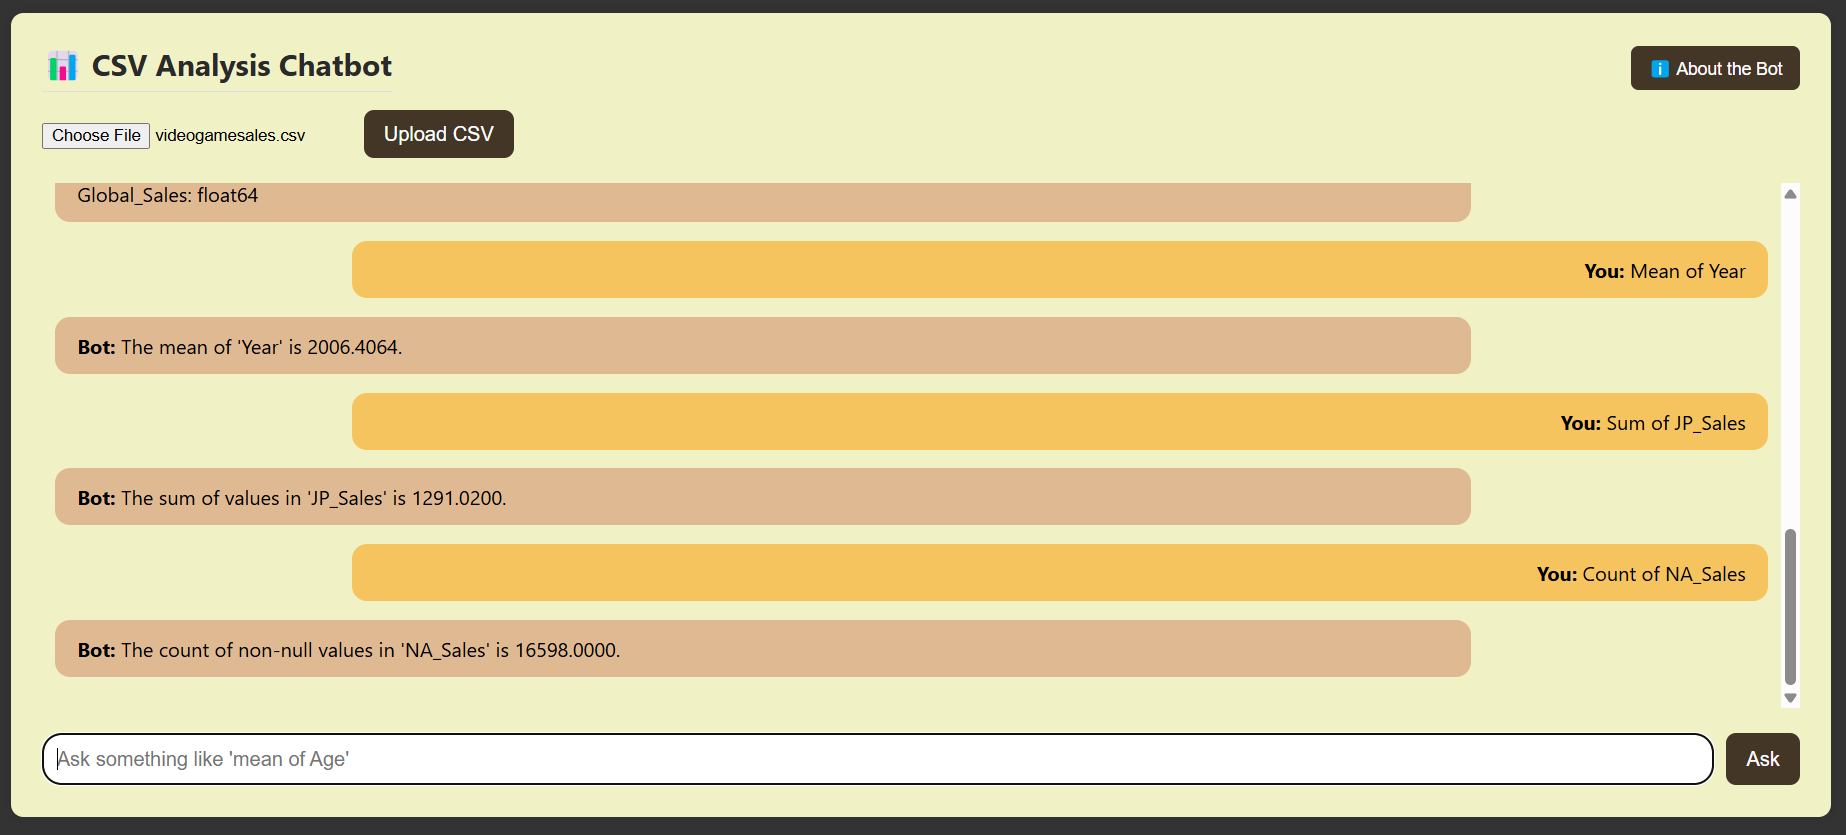 CSV Analysis Chatbot
i About the Bot
Choose File videogamesales.csv
Upload CSV
Global_Sales: float64
You: Mean of Year
Bot: The mean of 'Year' is 2006.4064.
You: Sum of JP_Sales
Bot: The sum of values in 'JP_Sales' is 1291.0200.
You: Count of NA_Sales
Bot: The count of non-null values in 'NA_Sales' is 16598.0000.
Ask something like 'mean of Age'
Ask